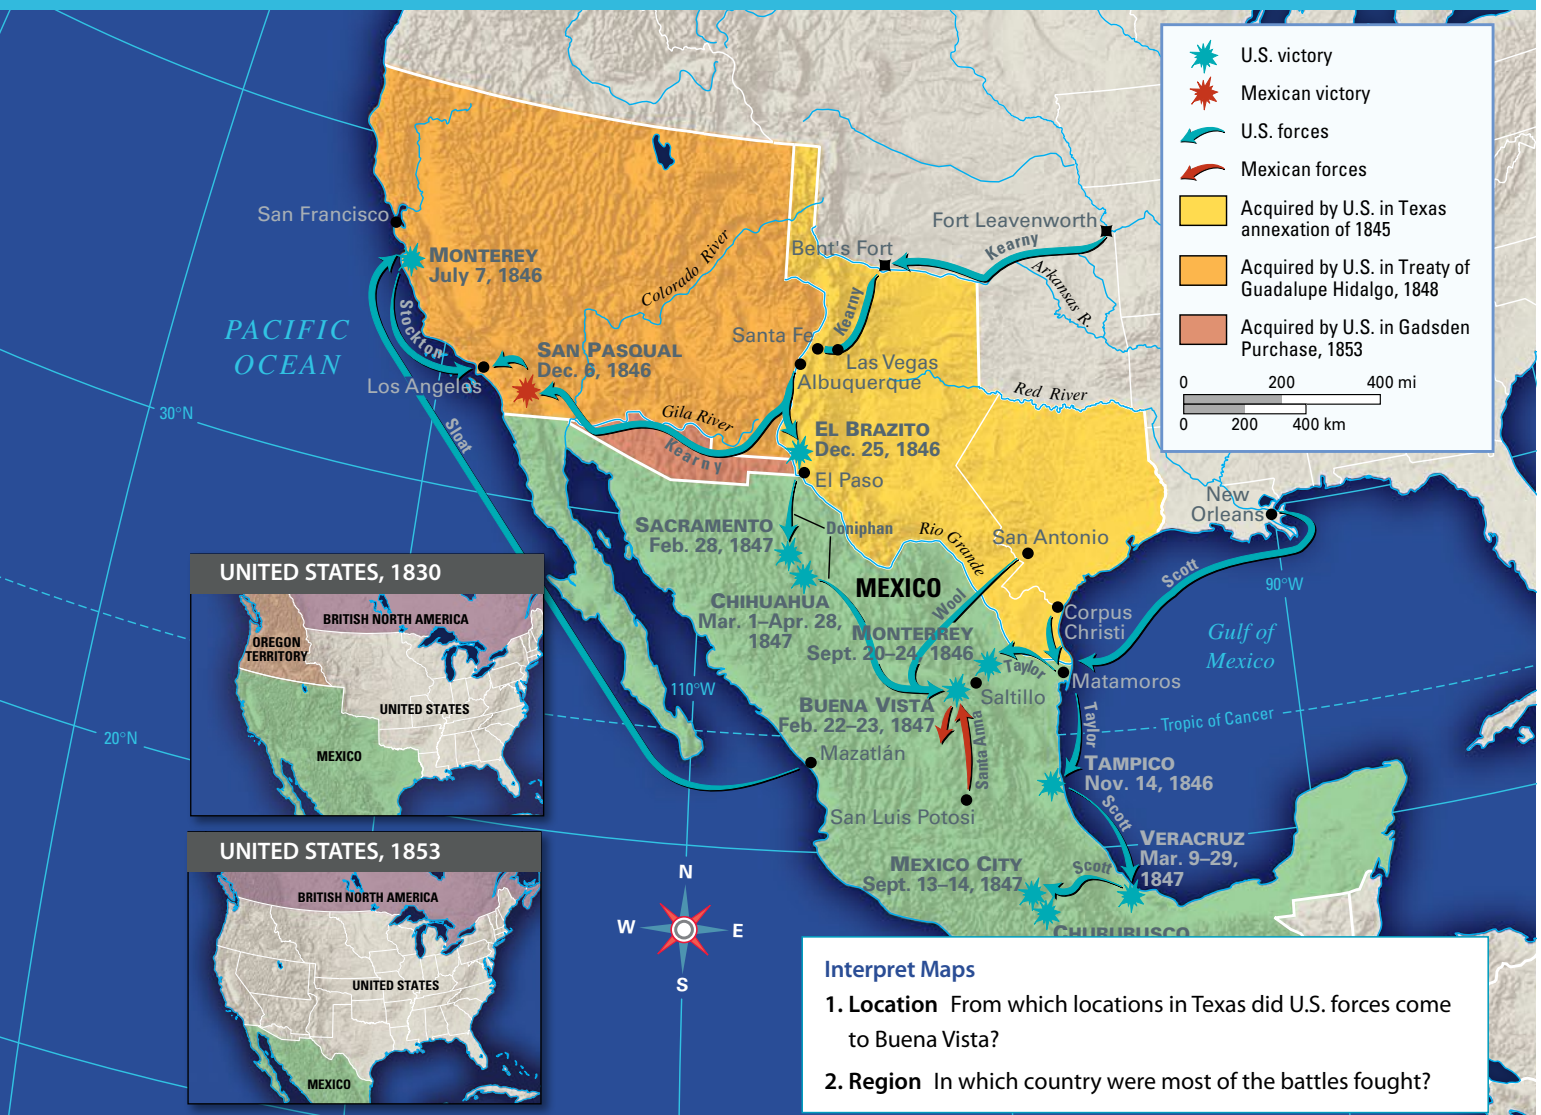 U.S. victory
Mexican victory
U.S. forces
Mexican forces
Acquired by U.S. in Texas
annexation of 1845
Acquired by U.S. in Treaty of
Guadalupe Hidalgo, 1848
Acquired by U.S. in Gadsden
Purchase, 1853
0 200 400 mi
0 200 400 km
San Francisco
MONTEREY
July 7, 1846
Stockton
PACIFIC
OCEAN
Los Angeles
SAN PASQUAL
Dec. 6, 1846
Colorado River
Gila River
Kearny
Sloat
30°N
20°N
Fort Leavenworth
Kearny
Bent's Fort
Arkansas R.
Kearny
Santa Fe
Las Vegas
Albuquerque
Red River
EL BRAZITO
Dec. 25, 1846
El Paso
SACRAMENTO
Feb. 28, 1847
Doniphan
Rio Grande
San Antonio
New
Orleans
Scott
90°W
MEXICO
CHIHUAHUA
Mar. 1–Apr. 28,
1847
Wool
Corpus
Christi
Gulf of
Mexico
MONTERREY
Sept. 20–24, 1846
Taylor
Matamoros
Saltillo
110°W
BUENA VISTA
Feb. 22–23, 1847
Santa Anna
Taylor
Tropic of Cancer
Mazatlán
TAMPICO
Nov. 14, 1846
San Luis Potosí
Scott
VERACRUZ
Mar. 9–29,
1847
MEXICO CITY
Sept. 13–14, 1847
Scott
CHURUBUSCO
N
W
E
S
UNITED STATES, 1830
BRITISH NORTH AMERICA
OREGON
TERRITORY
UNITED STATES
MEXICO
UNITED STATES, 1853
BRITISH NORTH AMERICA
UNITED STATES
MEXICO
Interpret Maps
1. Location From which locations in Texas did U.S. forces come
to Buena Vista?
2. Region In which country were most of the battles fought?